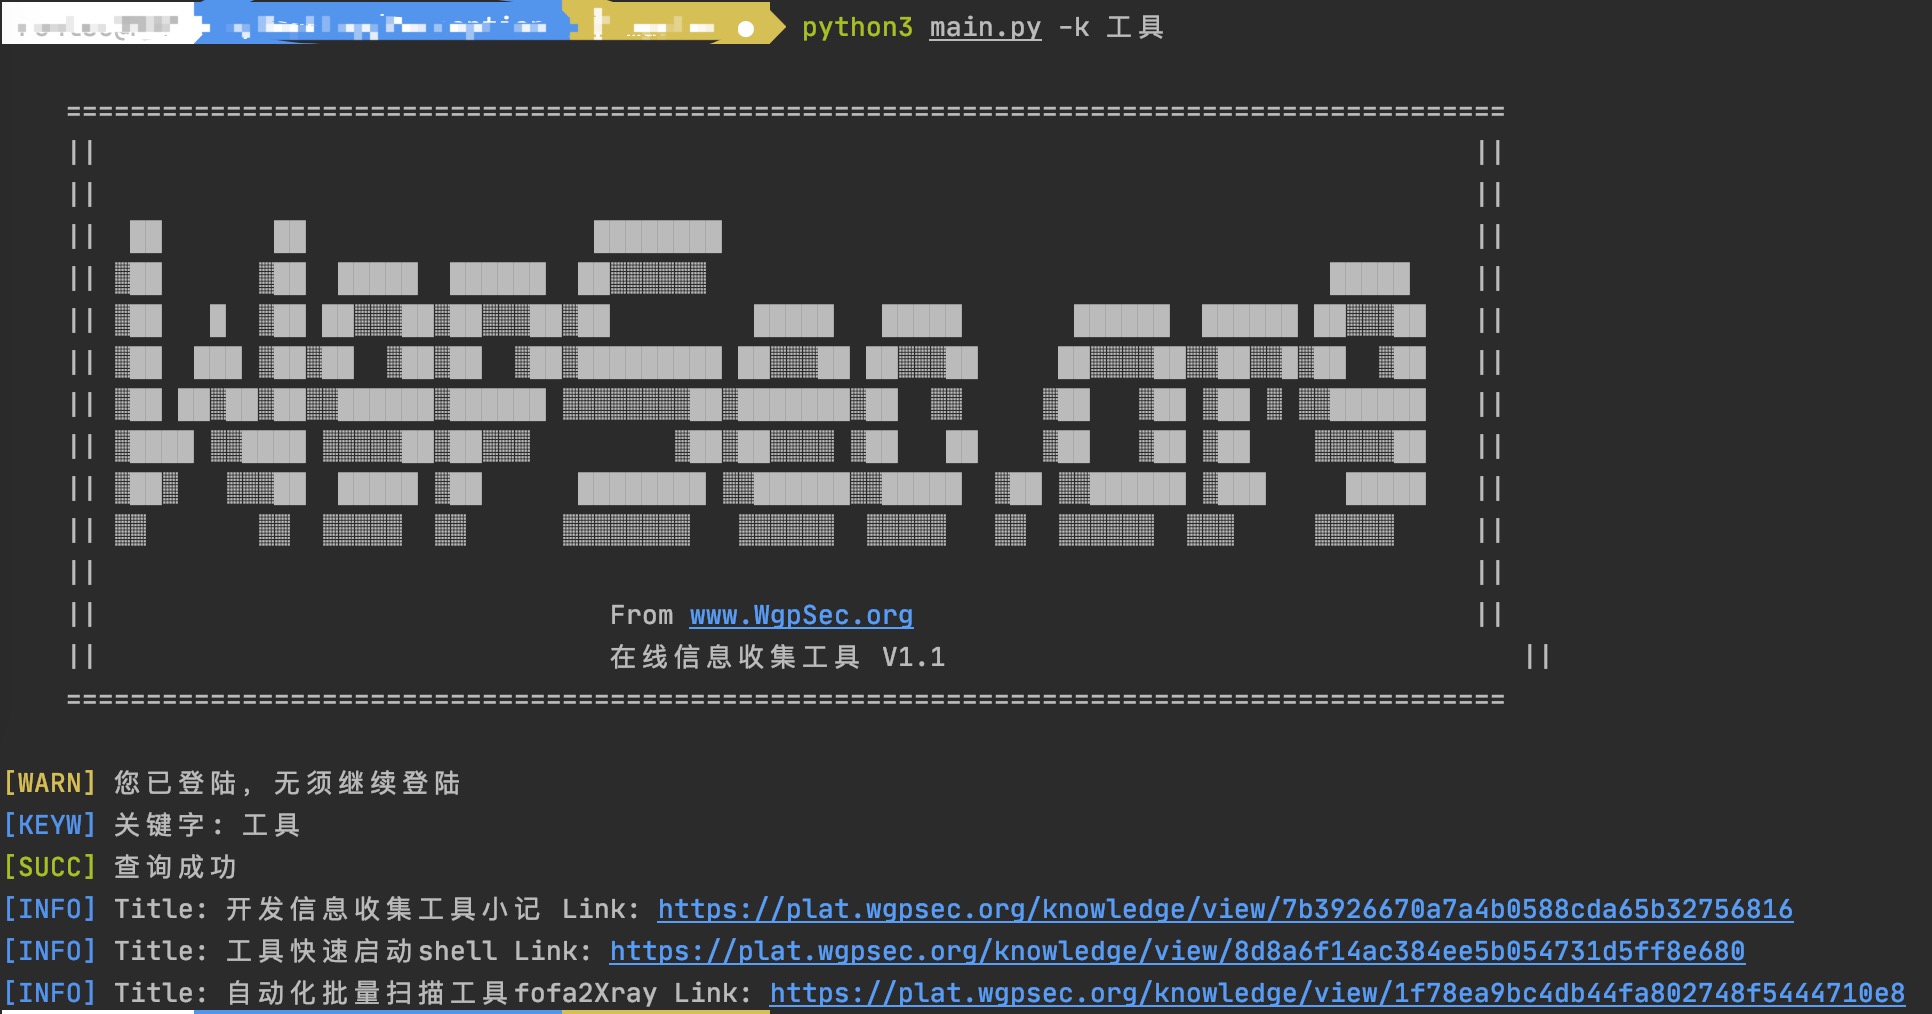 python3 main.py -k 工具
WgpSec.org
From www.WgpSec.org
在线信息收集工具 V1.1
[WARN] 您已登陆, 无须继续登陆
[KEYW] 关键字: 工具
[SUCC] 查询成功
[INFO] Title: 开发信息收集工具小记 Link: https://plat.wgpsec.org/knowledge/view/7b3926670a7a4b0588cda65b32756816
[INFO] Title: 工具快速启动shell Link: https://plat.wgpsec.org/knowledge/view/8d8a6f14ac384ee5b054731d5ff8e680
[INFO] Title: 自动化批量扫描工具fofa2Xray Link: https://plat.wgpsec.org/knowledge/view/1f78ea9bc4db44fa802748f5444710e8